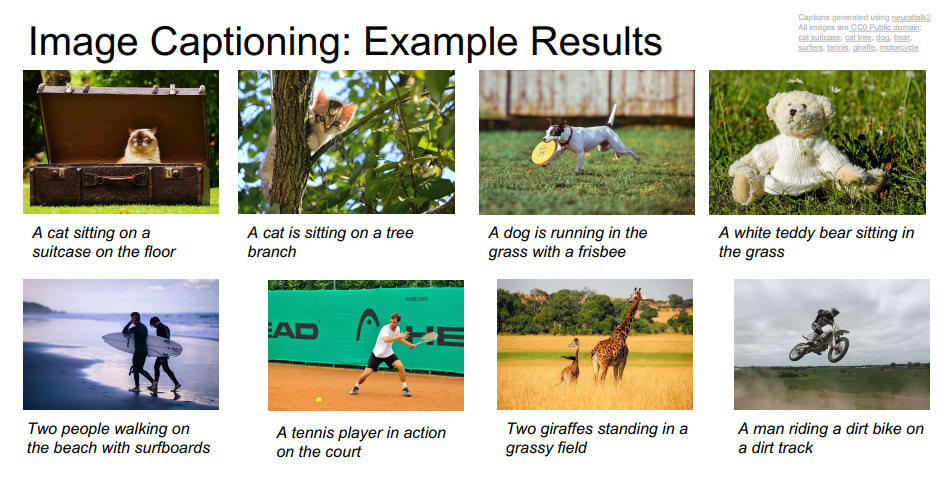 Captions generated using neuraltalk2
All images are CC0 Public domain:
cat suitcase, cat tree, dog, bear,
surfers, tennis, giraffe, motorcycle
Image Captioning: Example Results
A cat sitting on a
suitcase on the floor
A cat is sitting on a tree
branch
A dog is running in the
grass with a frisbee
A white teddy bear sitting in
the grass
head.com
EAD
HE
Two people walking on
the beach with surfboards
A tennis player in action
on the court
Two giraffes standing in a
grassy field
A man riding a dirt bike on
a dirt track